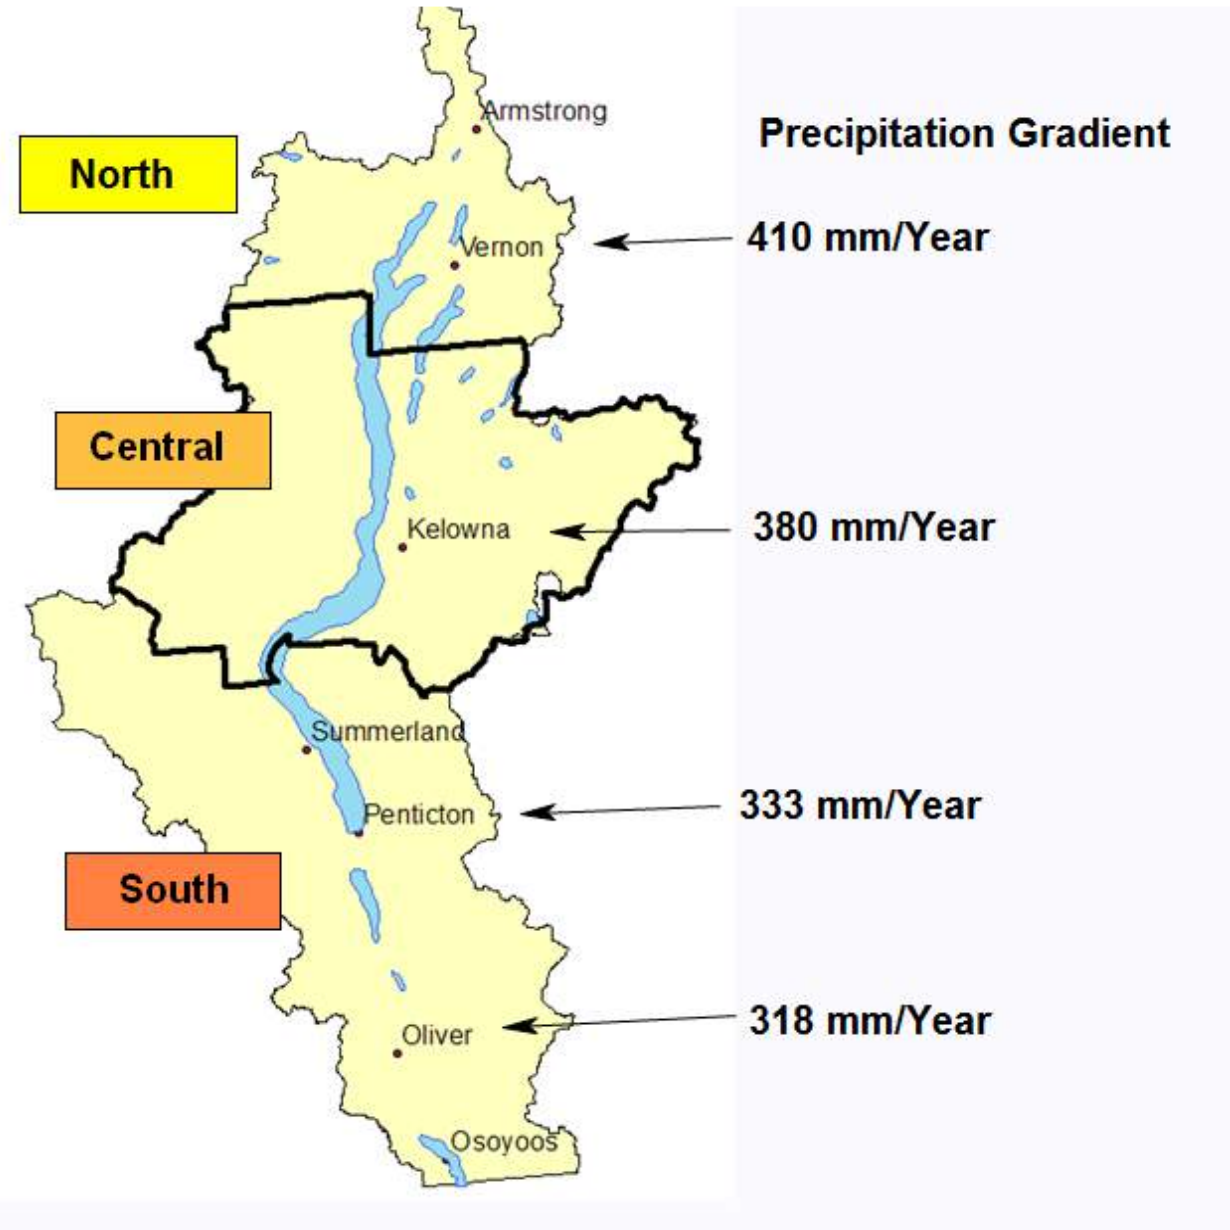 Armstrong
Precipitation Gradient
North
410 mm/Year
Vernon
Central
Kelowna
380 mm/Year
Summerland
Penticton
333 mm/Year
South
Oliver
318 mm/Year
Osoyoos